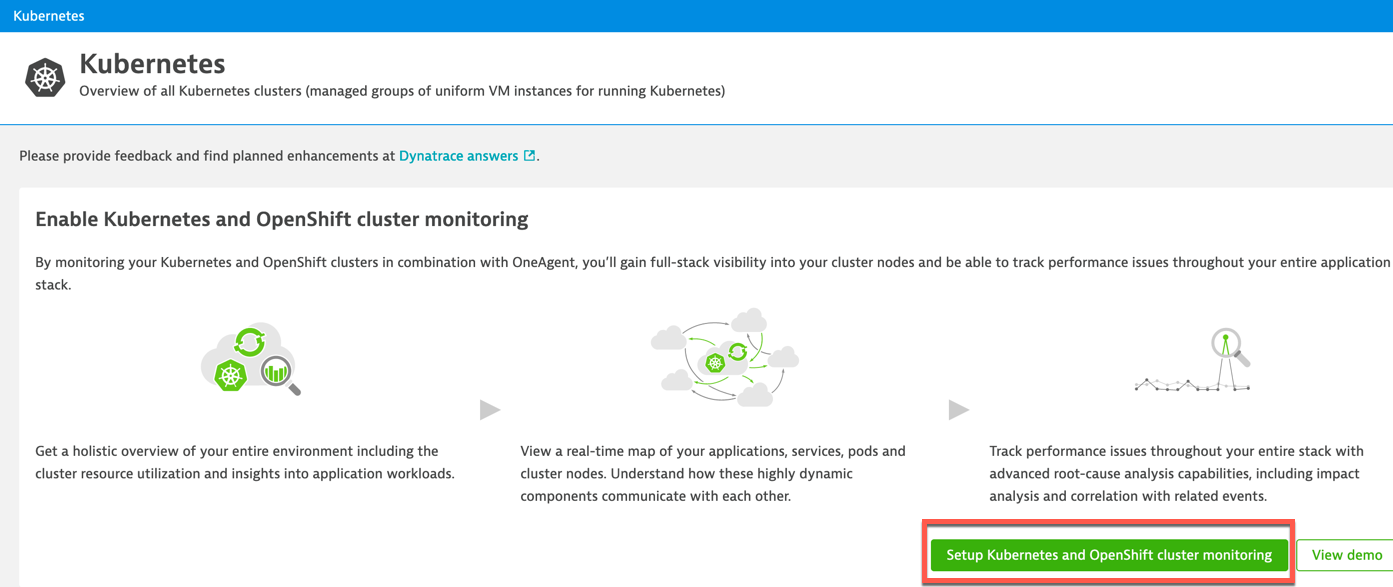 Kubernetes
Kubernetes
Overview of all Kubernetes clusters (managed groups of uniform VM instances for running Kubernetes)
Please provide feedback and find planned enhancements at Dynatrace answers.
Enable Kubernetes and OpenShift cluster monitoring
By monitoring your Kubernetes and OpenShift clusters in combination with OneAgent, you’ll gain full-stack visibility into your cluster nodes and be able to track performance issues throughout your entire application
stack.
Get a holistic overview of your entire environment including the
cluster resource utilization and insights into application workloads.
View a real-time map of your applications, services, pods and
cluster nodes. Understand how these highly dynamic
components communicate with each other.
Track performance issues throughout your entire stack with
advanced root-cause analysis capabilities, including impact
analysis and correlation with related events.
Setup Kubernetes and OpenShift cluster monitoring
View demo